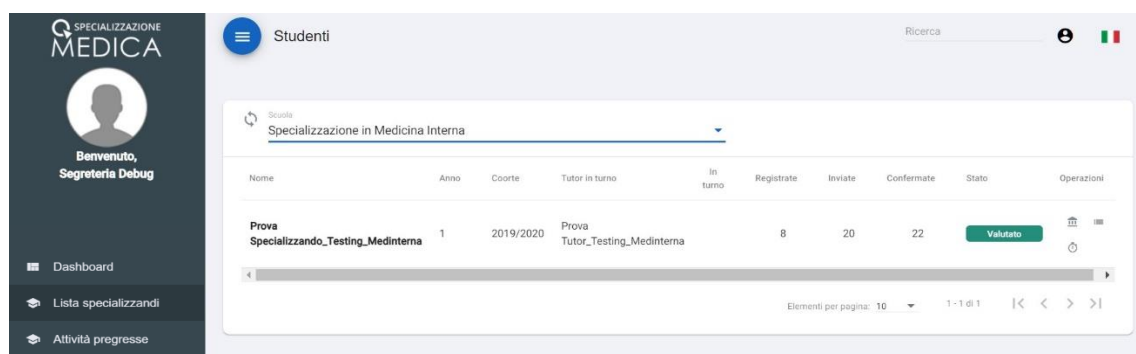 SPECIALIZZAZIONE
MEDICA
Benvenuto,
Segreteria Debug
Dashboard
Lista specializzandi
Attività pregresse
Studenti
Ricerca
Scuola
Specializzazione in Medicina Interna
Nome Anno Coorte Tutor in turno In turno Registrate Inviate Confermate Stato Operazioni
Prova
Specializzando_Testing_Medinterna 1 2019/2020 Prova
Tutor_Testing_Medinterna 8 20 22 Valutato
Elementi per pagina: 10 1 - 1 di 1